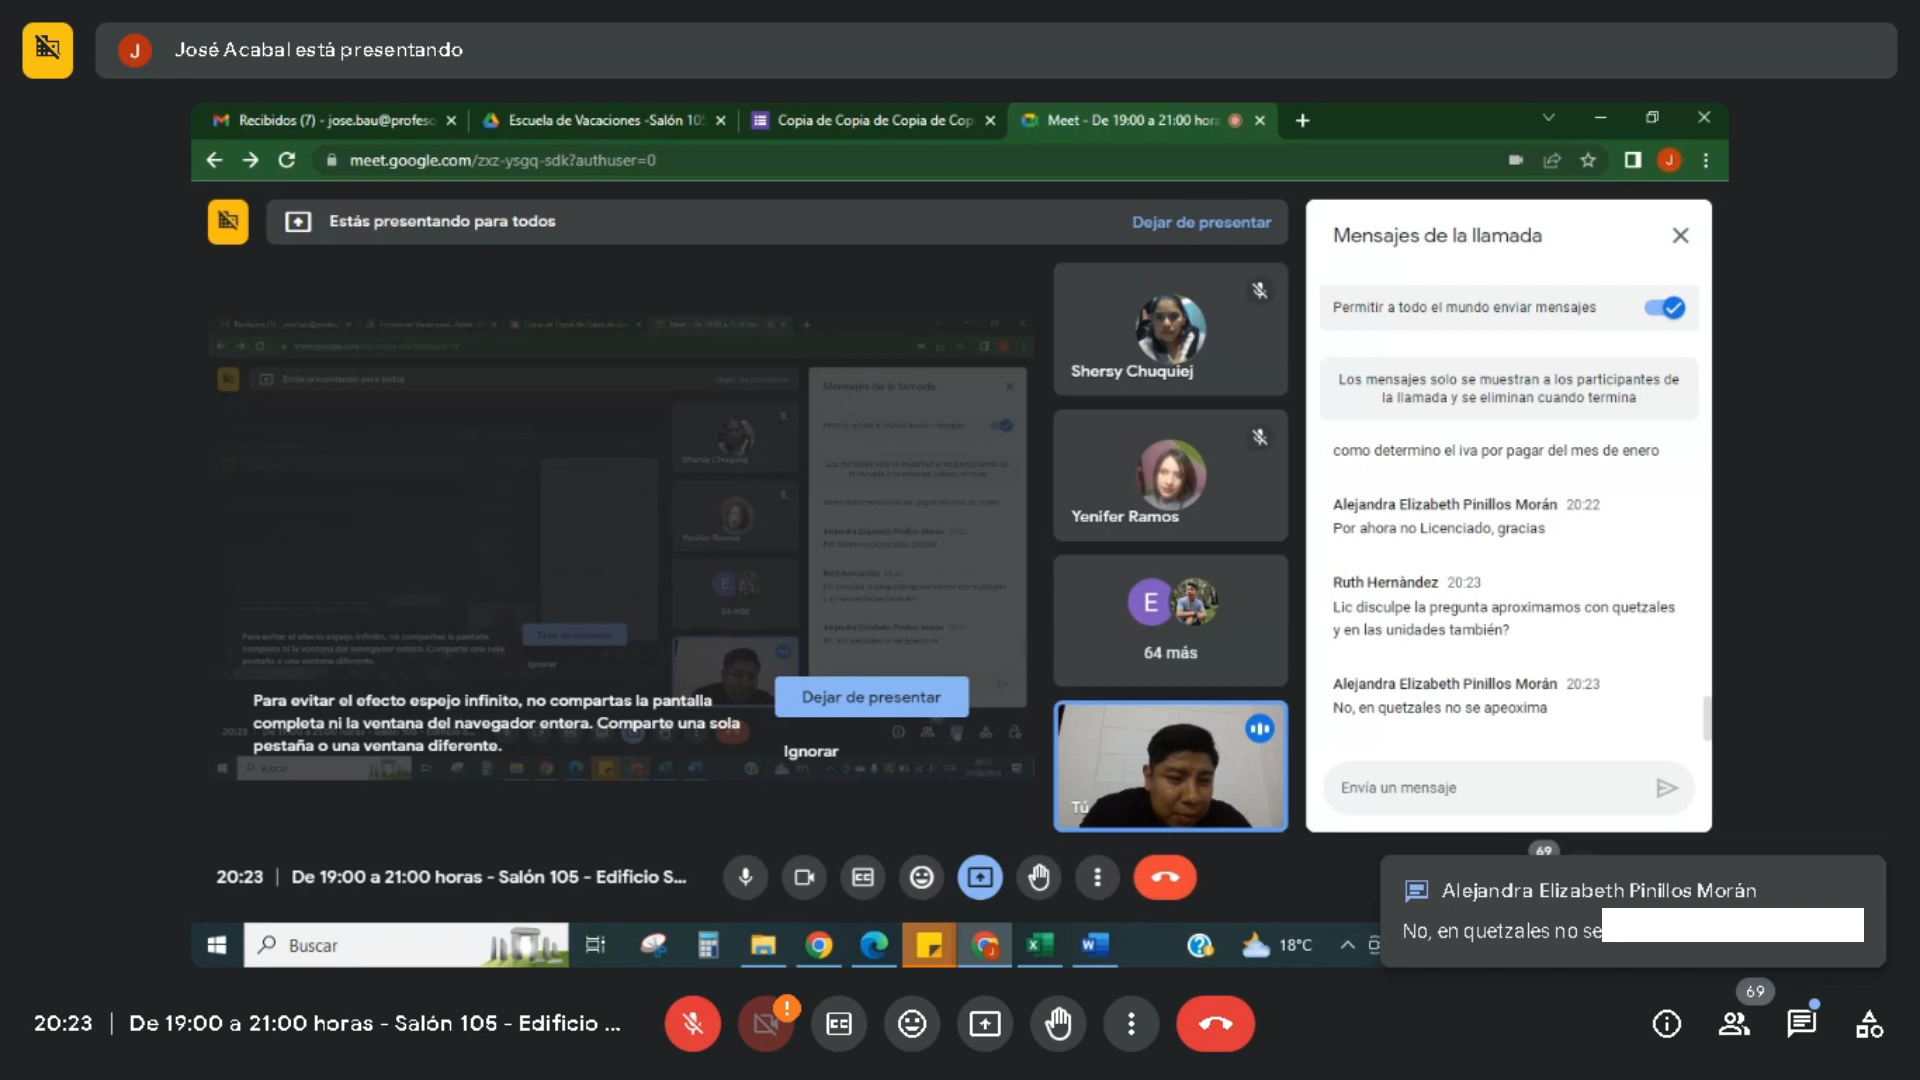 J
José Acabal está presentando
Recibidos (7) - jose.bau@profeso
Escuela de Vacaciones -Salón 105
Copia de Copia de Copia de Cop
Meet - De 19:00 a 21:00 hora
meet.google.com/zxz-ysgq-sdk?authuser=0
J
Estás presentando para todos
Dejar de presentar
Mensajes de la llamada
Permitir a todo el mundo enviar mensajes
Los mensajes solo se muestran a los participantes de
la llamada y se eliminan cuando termina
como determino el iva por pagar del mes de enero
Alejandra Elizabeth Pinillos Morán 20:22
Por ahora no Licenciado, gracias
Ruth Hernàndez 20:23
Lic disculpe la pregunta aproximamos con quetzales
y en las unidades también?
Alejandra Elizabeth Pinillos Morán 20:23
No, en quetzales no se apeoxima
Envía un mensaje
Shersy Chuquiej
Yenifer Ramos
E
64 más
Tú
Para evitar el efecto espejo infinito, no compartas la pantalla
completa ni la ventana del navegador entera. Comparte una sola
pestaña o una ventana diferente.
Dejar de presentar
Ignorar
20:23 | De 19:00 a 21:00 horas - Salón 105 - Edificio S...
69
Buscar
18°C
Alejandra Elizabeth Pinillos Morán
No, en quetzales no se
20:23 | De 19:00 a 21:00 horas - Salón 105 - Edificio ...
69